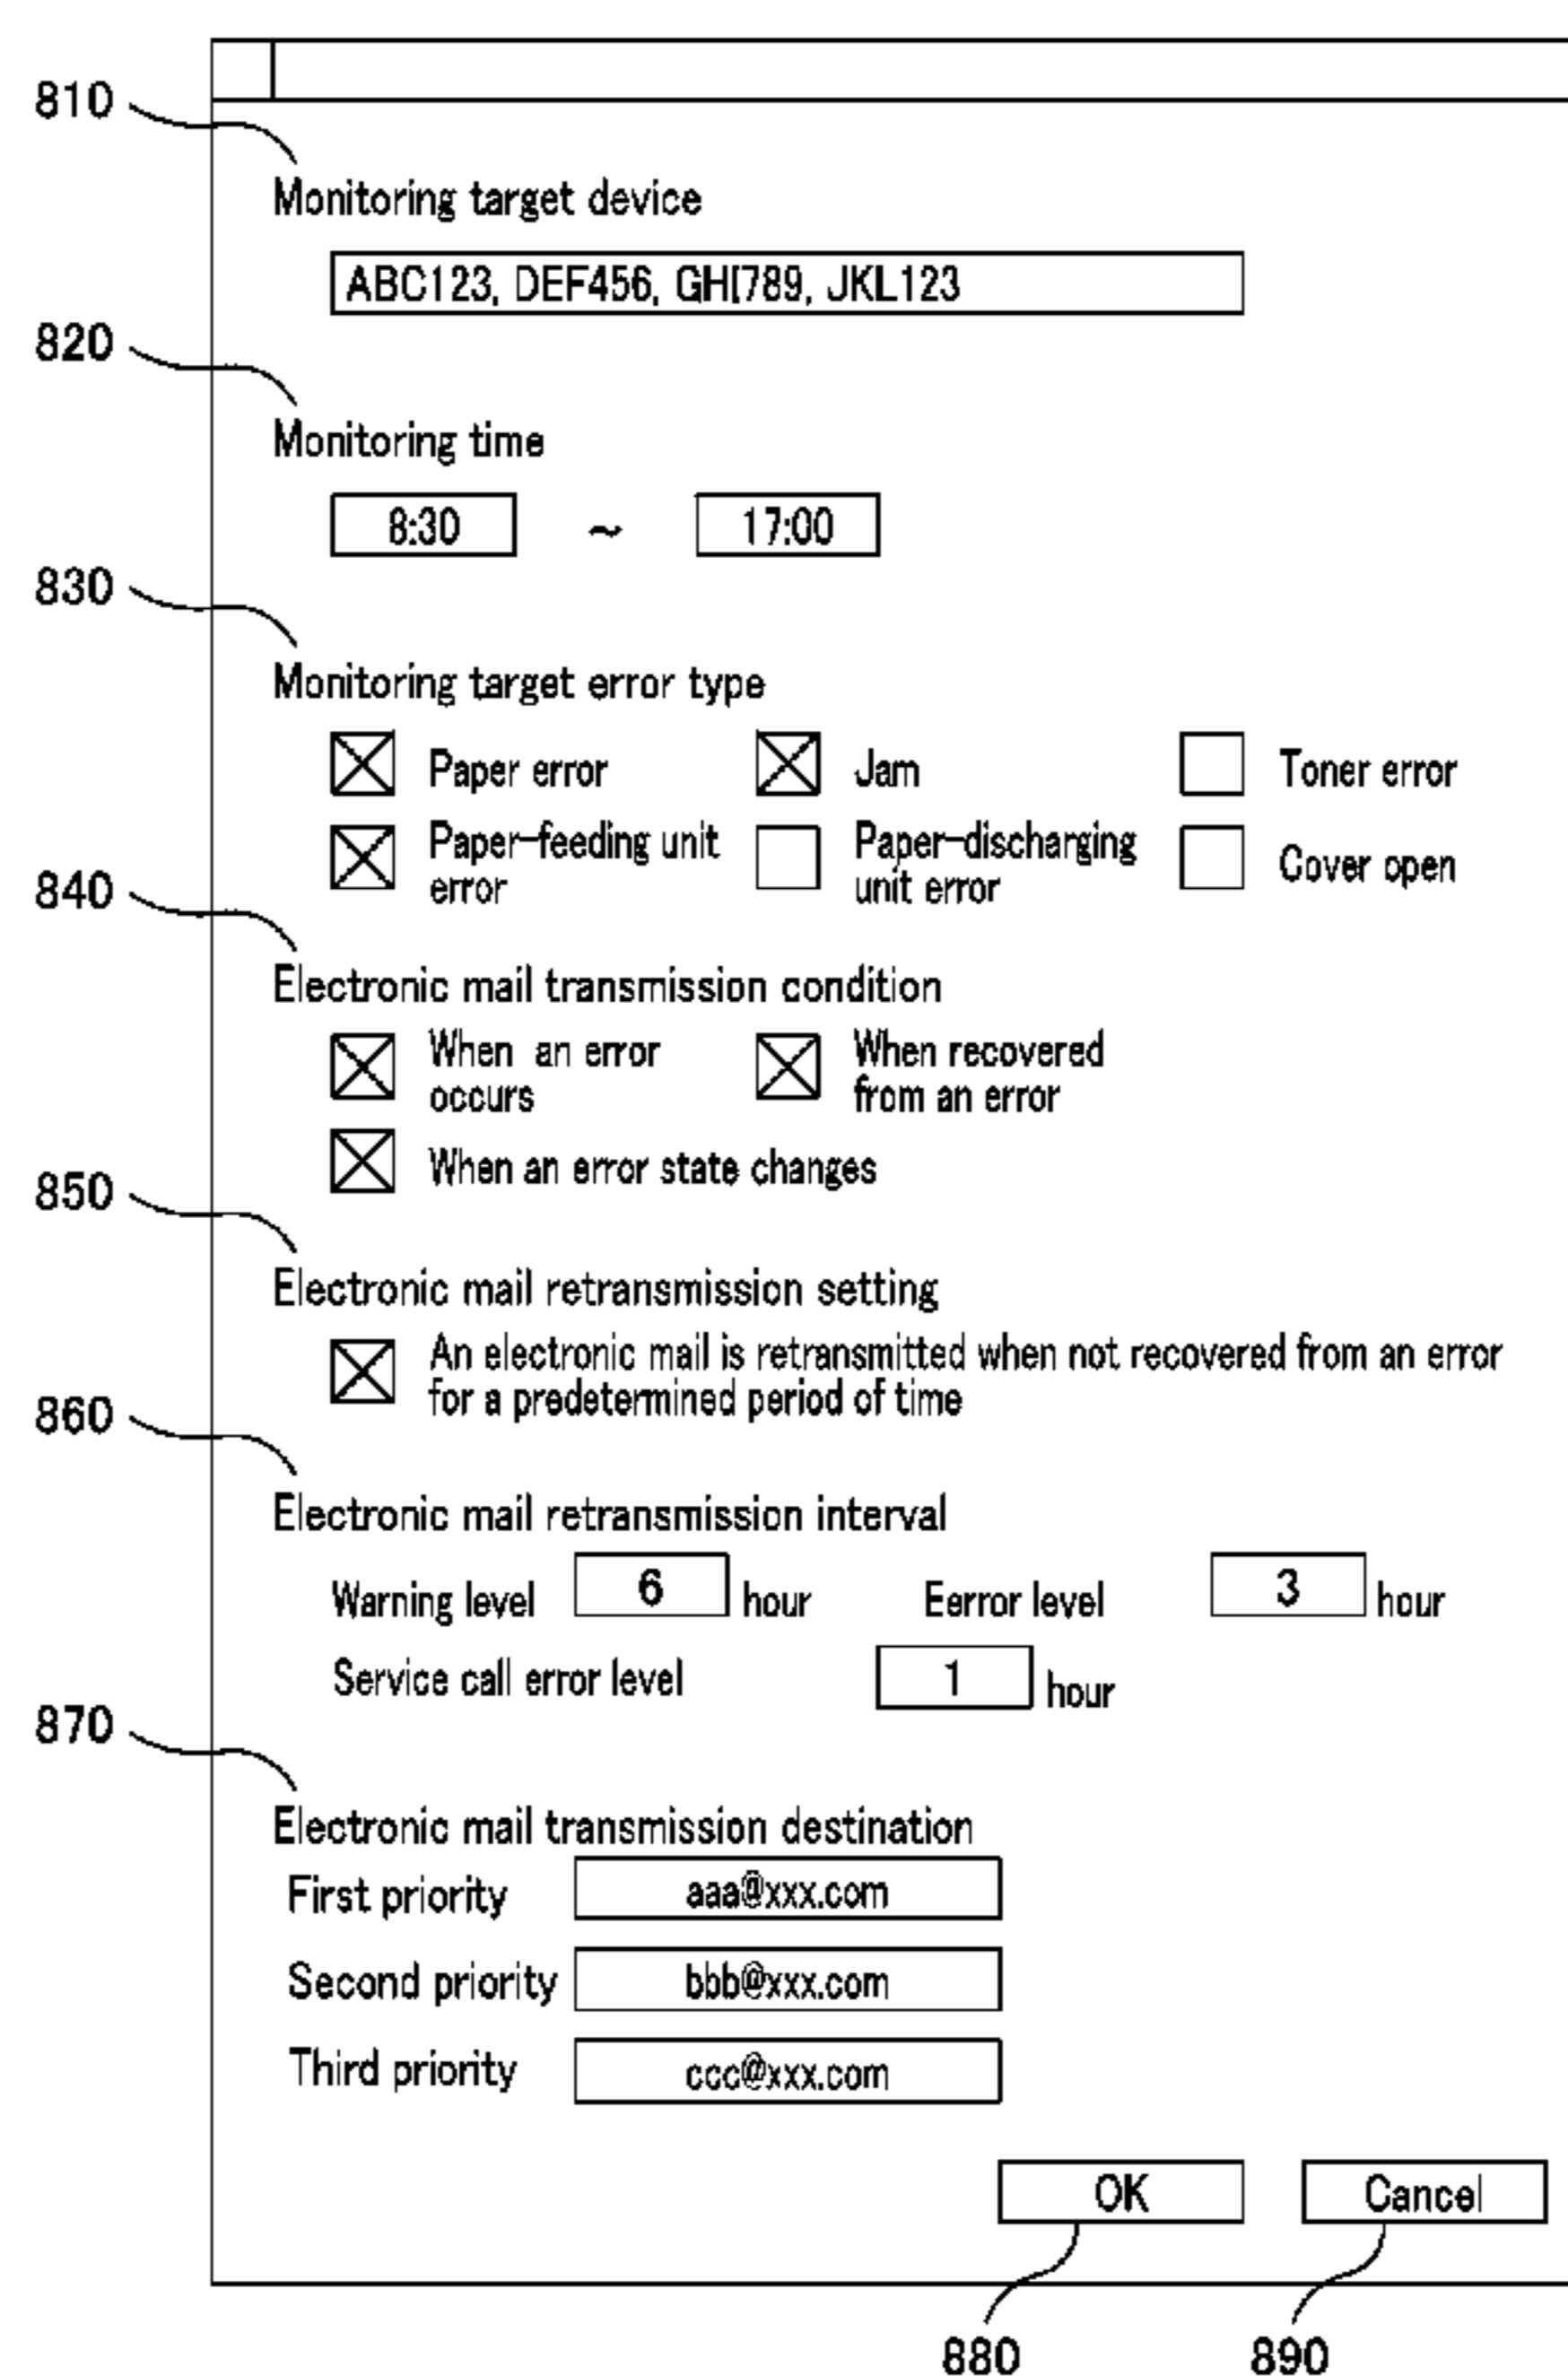 810
Monitoring target device
ABC123, DEF456, GHI789, JKL123
820
Monitoring time
8:30 ~ 17:00
830
Monitoring target error type
Paper error Jam Toner error
Paper-feeding unit error Paper-discharging unit error Cover open
840
Electronic mail transmission condition
When an error occurs When recovered from an error
When an error state changes
850
Electronic mail retransmission setting
An electronic mail is retransmitted when not recovered from an error
for a predetermined period of time
860
Electronic mail retransmission interval
Warning level 6 hour Eerror level 3 hour
Service call error level 1 hour
870
Electronic mail transmission destination
First priority aaa@xxx.com
Second priority bbb@xxx.com
Third priority ccc@xxx.com
OK Cancel
880 890